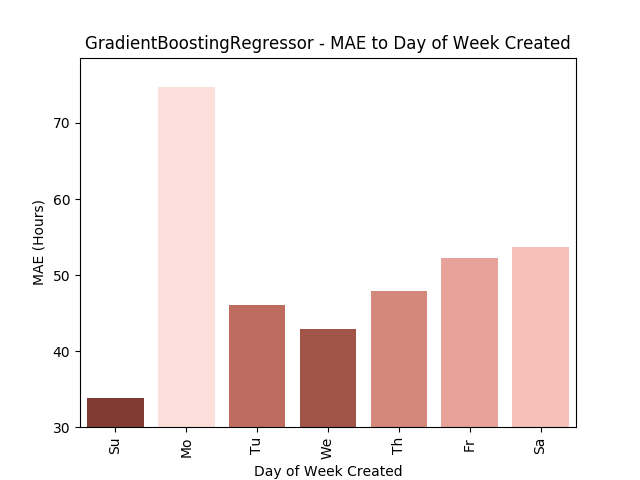 GradientBoostingRegressor - MAE to Day of Week Created
MAE (Hours)
70
60
50
40
30
Su
Mo
Tu
We
Th
Fr
Sa
Day of Week Created